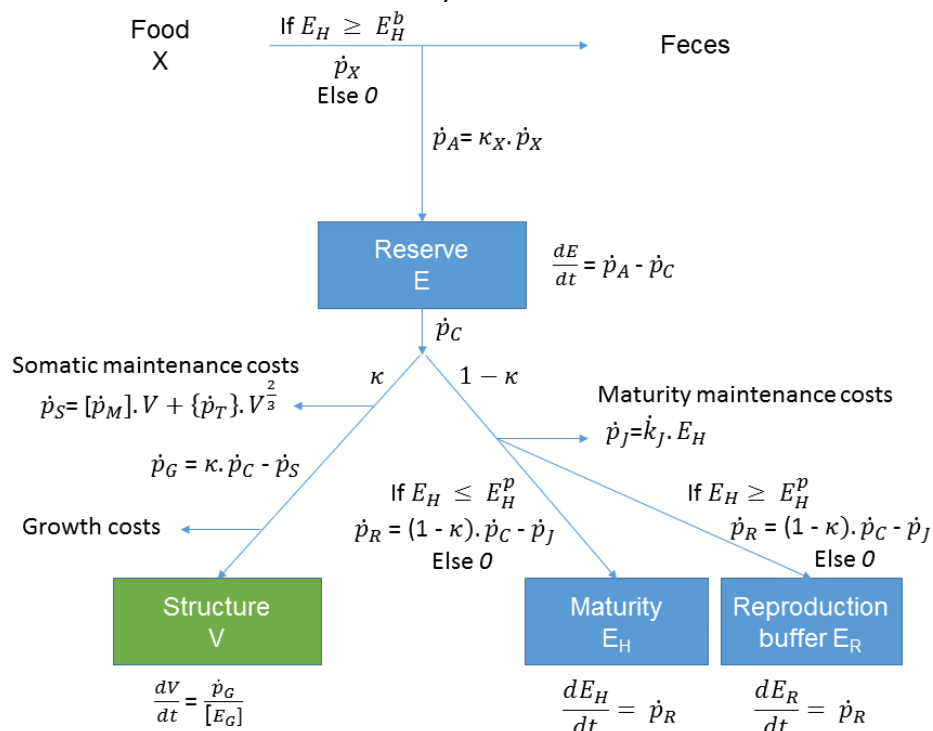 Food
X
If E_H ≥ E_H^b
ṗ_X
Else 0
Feces
ṗ_A= κ_X. ṗ_X
Reserve
E
dE/dt = ṗ_A - ṗ_C
ṗ_C
Somatic maintenance costs
ṗ_S= [ṗ_M]. V + {ṗ_T}. V^(2/3)
κ
1 − κ
Maturity maintenance costs
ṗ_J=k̇_J. E_H
ṗ_G = κ. ṗ_C - ṗ_S
Growth costs
If E_H ≤ E_H^p
ṗ_R = (1 - κ). ṗ_C - ṗ_J
Else 0
If E_H ≥ E_H^p
ṗ_R = (1 - κ). ṗ_C - ṗ_J
Else 0
Structure
V
Maturity
E_H
Reproduction
buffer E_R
dV/dt = ṗ_G/[E_G]
dE_H/dt = ṗ_R
dE_R/dt = ṗ_R